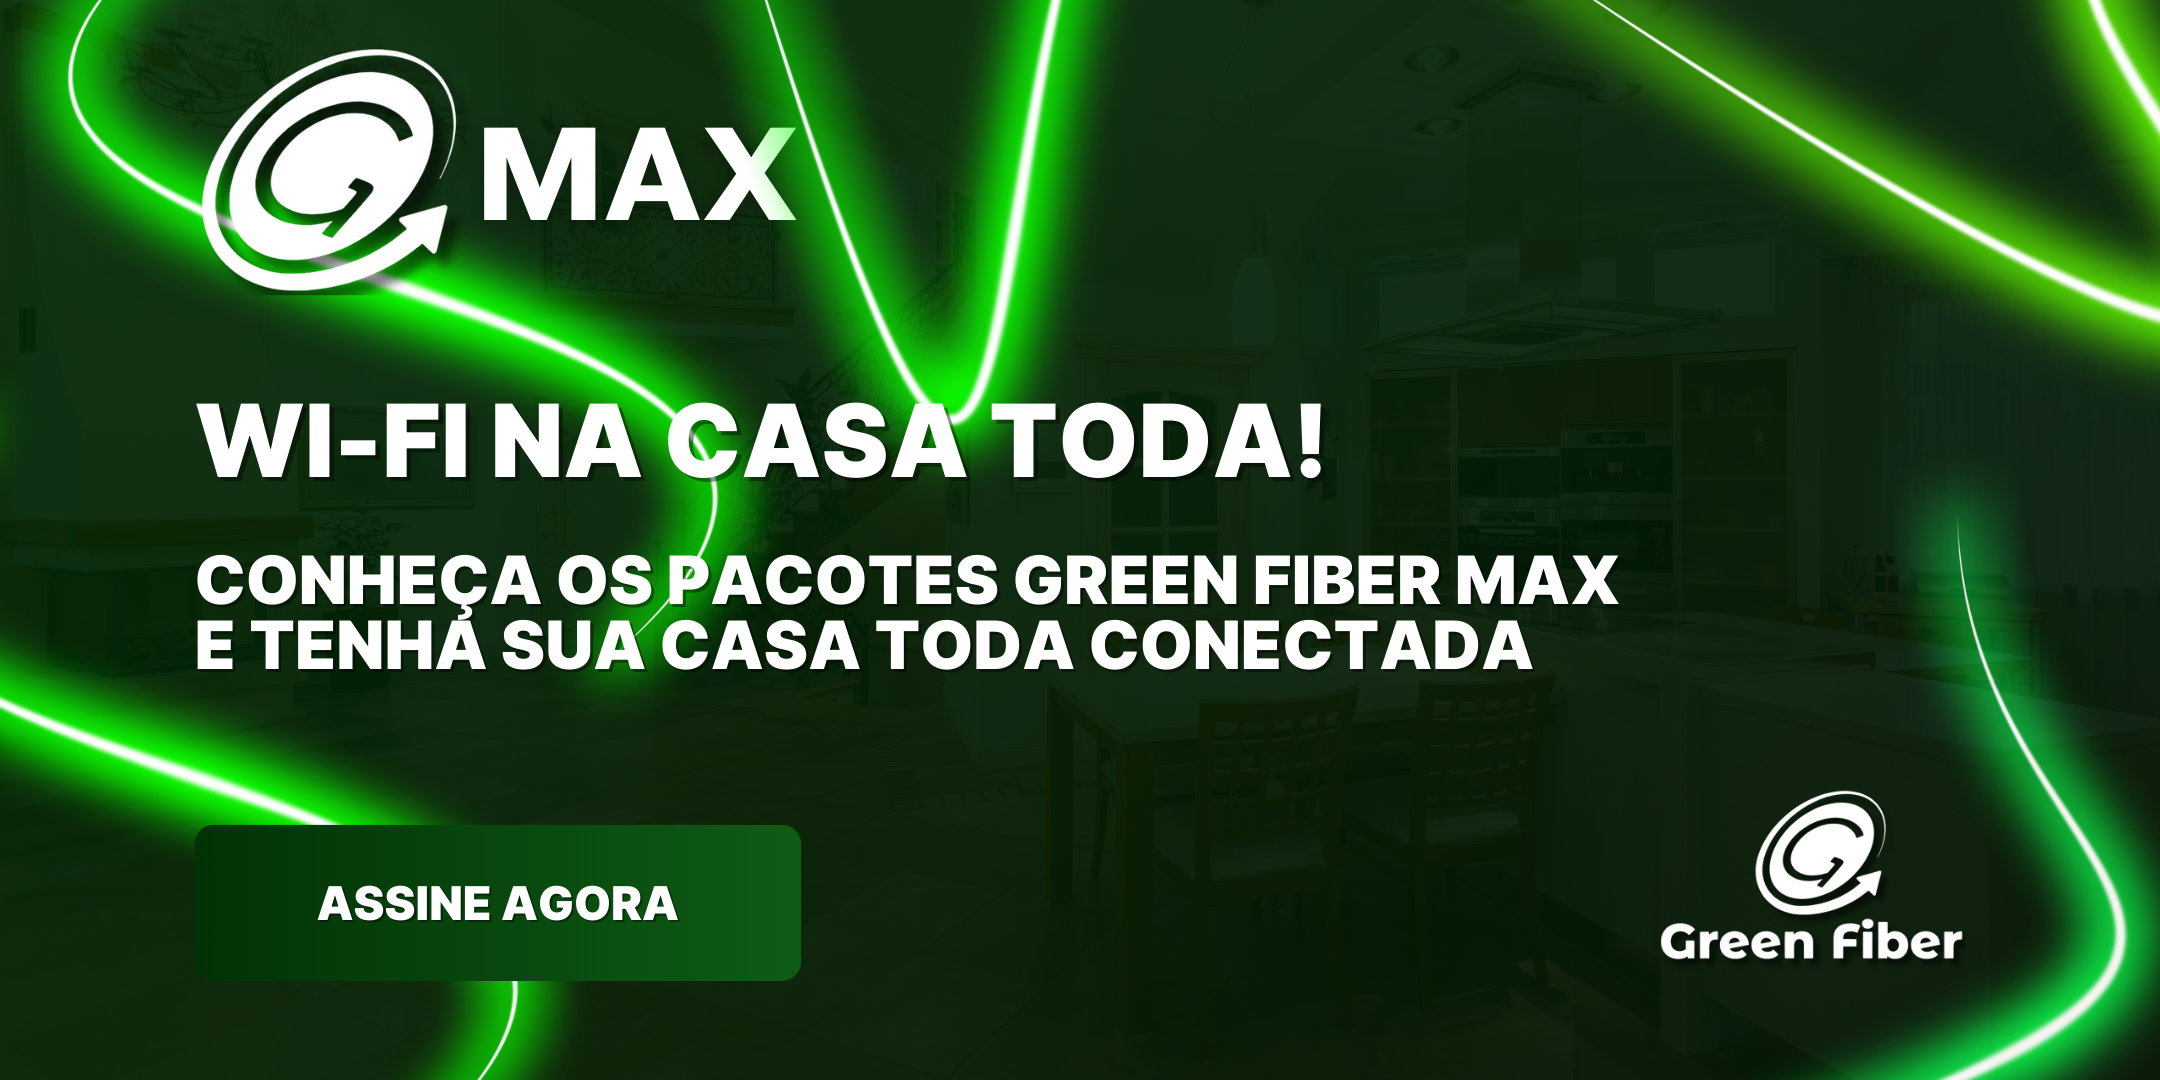 G MAX
WI-FI NA CASA TODA!
CONHEÇA OS PACOTES GREEN FIBER MAX
E TENHA SUA CASA TODA CONECTADA
ASSINE AGORA
G
Green Fiber